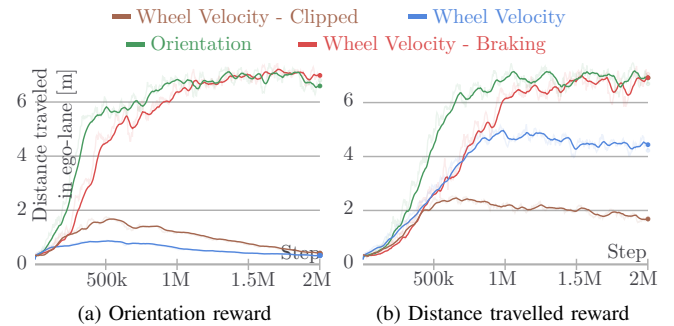 Wheel Velocity - Clipped Wheel Velocity
Orientation Wheel Velocity - Braking
Distance traveled
in ego-lane [m]
6
4
2
0
Step
500k 1M 1.5M 2M
(a) Orientation reward
6
4
2
0
Step
500k 1M 1.5M 2M
(b) Distance travelled reward